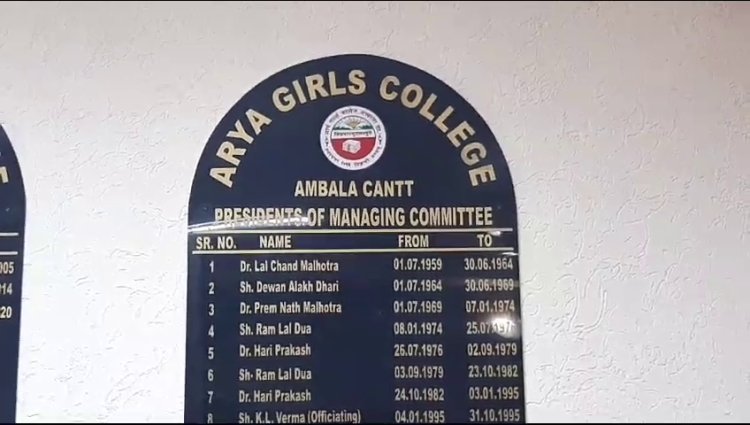 ARYA GIRLS COLLEGE
AMBALA CANTT
PRESIDENTS OF MANAGING COMMITTEE
SR. NO. NAME FROM TO
1 Dr. Lal Chand Malhotra 01.07.1959 30.06.1964
2 Sh. Dewan Alakh Dhari 01.07.1964 30.06.1969
3 Dr. Prem Nath Malhotra 01.07.1969 07.01.1974
4 Sh. Ram Lal Dua 08.01.1974
5 Dr. Hari Prakash 26.07.1976 02.09.1979
6 Sh- Ram Lal Dua 03.09.1979 23.10.1982
7 Dr. Hari Prakash 24.10.1982 03.01.1995
8 Sh. K.L. Verma (Officiating) 04.01.1995 31.10.1995